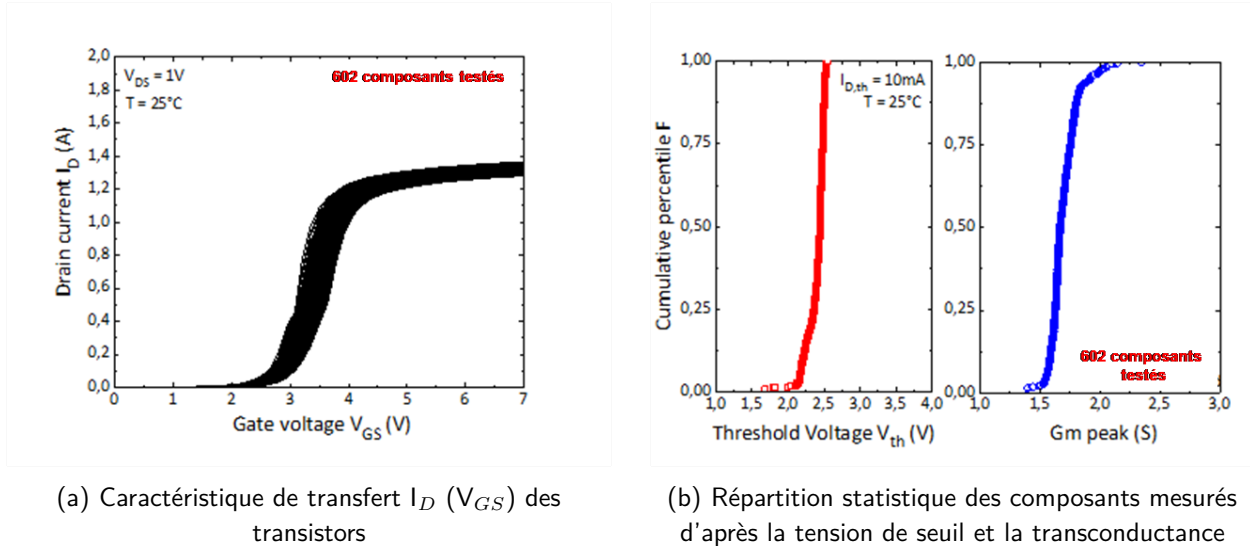 2,0
1,8
1,6
1,4
1,2
1,0
0,8
0,6
0,4
0,2
0,0
Drain current I_D (A)
V_DS = 1V
T = 25°C
602 composants testés
0 1 2 3 4 5 6 7
Gate voltage V_GS (V)
1,00
0,75
0,50
0,25
0,00
Cumulative percentile F
I_D,th = 10mA
T = 25°C
1,0 1,5 2,0 2,5 3,0 3,5 4,0
Threshold Voltage V_th (V)
1,00
0,75
0,50
0,25
0,00
602 composants
testés
1,0 1,5 2,0 3,0
Gm peak (S)
(a) Caractéristique de transfert I_D (V_GS) des
transistors
(b) Répartition statistique des composants mesurés
d'après la tension de seuil et la transconductance